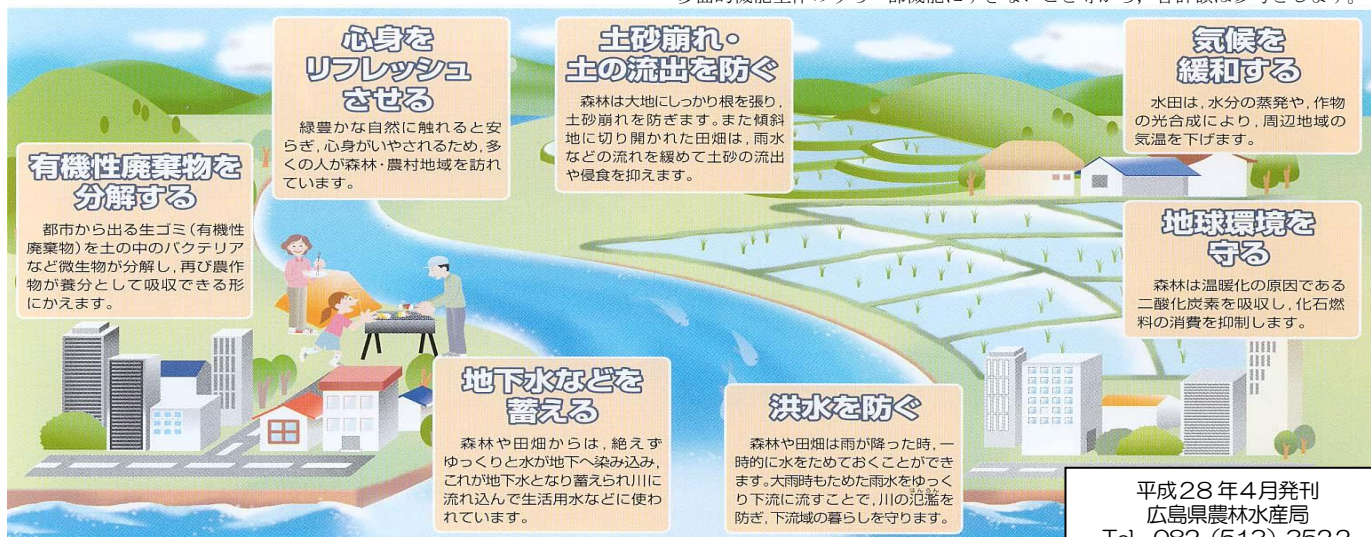 心身を
リフレッシュ
させる
緑豊かな自然に触れると安
らぎ,心身がいやされるため,多
くの人が森林・農村地域を訪れ
ています。
土砂崩れ・
土の流出を防ぐ
森林は大地にしっかり根を張り,
土砂崩れを防ぎます。また傾斜
地に切り開かれた田畑は,雨水
などの流れを緩めて土砂の流出
や侵食を抑えます。
気候を
緩和する
水田は,水分の蒸発や,作物
の光合成により,周辺地域の
気温を下げます。
有機性廃棄物を
分解する
都市から出る生ゴミ(有機性
廃棄物)を土の中のバクテリア
など微生物が分解し,再び農作
物が養分として吸収できる形
にかえます。
地球環境を
守る
森林は温暖化の原因である
二酸化炭素を吸収し,化石燃
料の消費を抑制します。
地下水などを
蓄える
森林や田畑からは,絶えず
ゆっくりと水が地下へ染み込み,
これが地下水となり蓄えられ川に
流れ込んで生活用水などに使わ
れています。
洪水を防ぐ
森林や田畑は雨が降った時,一
時的に水をためておくことができ
ます。大雨時もためた雨水をゆっく
り下流に流すことで,川の氾濫を
防ぎ,下流域の暮らしを守ります。
平成28年4月発刊
広島県農林水産局